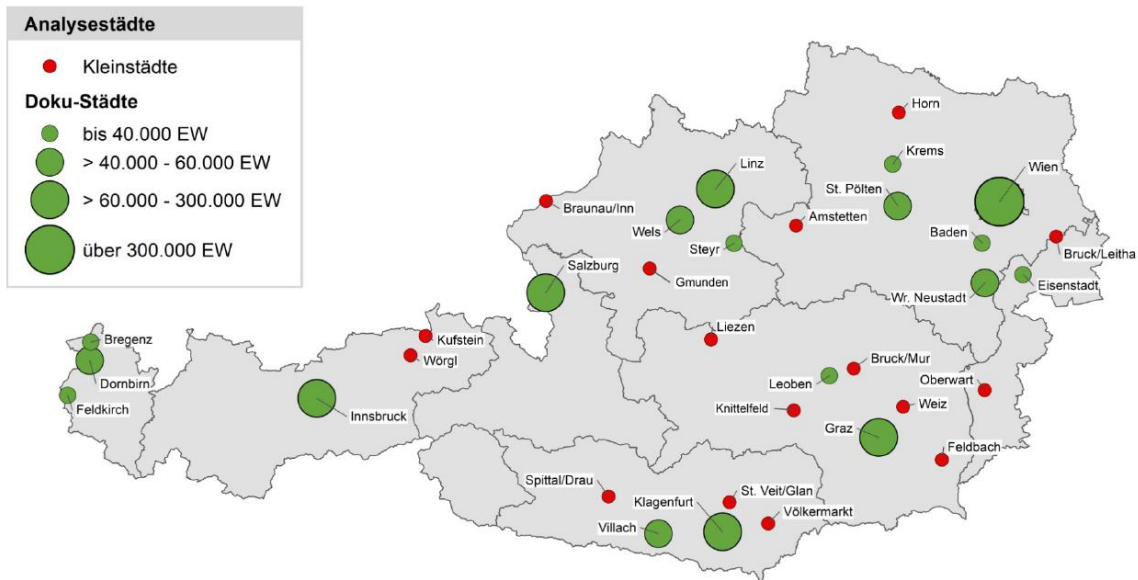 Analysestädte
Kleinstädte
Doku-Städte
bis 40.000 EW
> 40.000 - 60.000 EW
> 60.000 - 300.000 EW
über 300.000 EW
Horn
Krems
Linz
Wien
St. Pölten
Braunau/Inn
Amstetten
Wels
Baden
Steyr
Bruck/Leitha
Salzburg
Gmunden
Eisenstadt
Wr. Neustadt
Liezen
Kufstein
Bregenz
Wörgl
Bruck/Mur
Dornbirn
Leoben
Oberwart
Feldkirch
Innsbruck
Knittelfeld
Weiz
Graz
Feldbach
Spittal/Drau
St. Veit/Glan
Klagenfurt
Völkermarkt
Villach